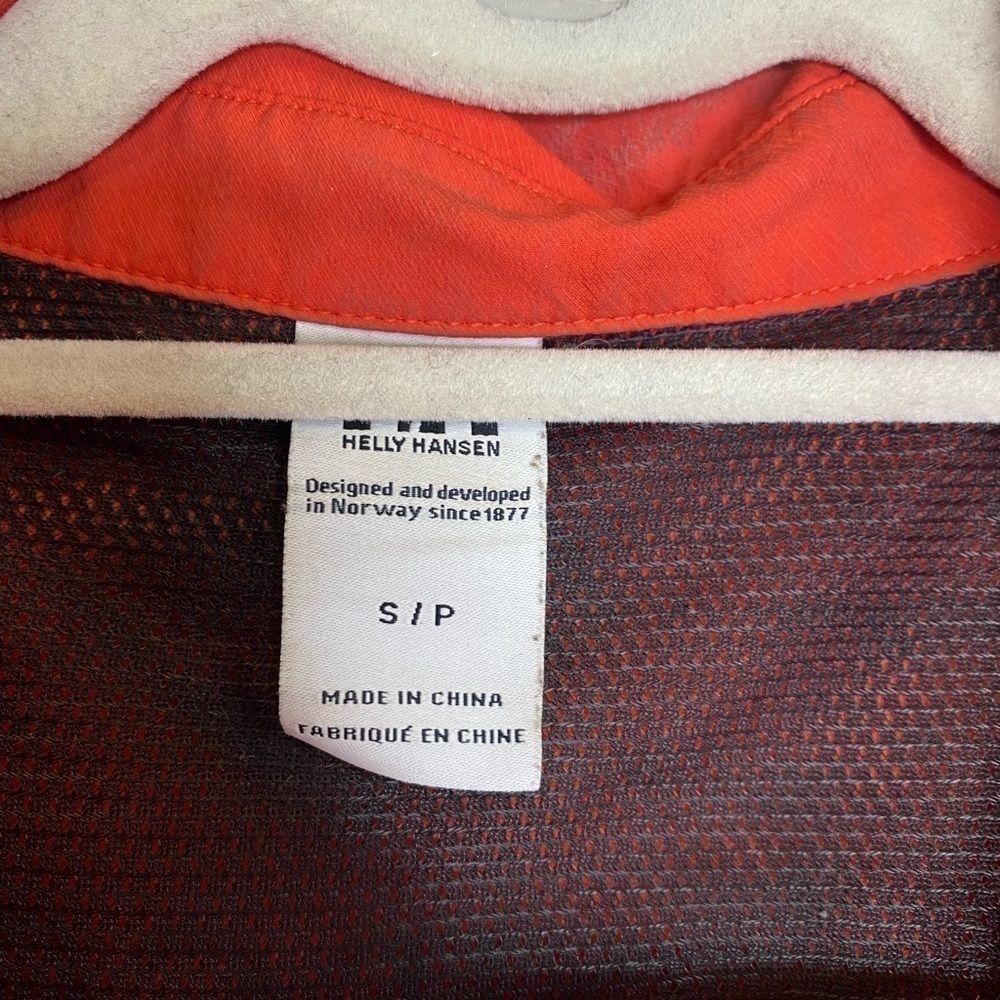 HELLY HANSEN
Designed and developed
in Norway since 1877
S / P
MADE IN CHINA
FABRIQUÉ EN CHINE